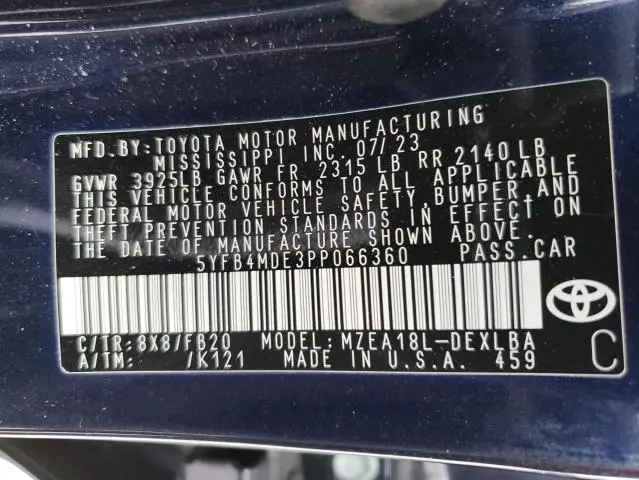 MFD. BY: TOYOTA MOTOR MANUFACTURING
MISSISSIPPI INC. 07/23
GVWR 3925LB GAWR FR 2315 LB RR 2140 LB
THIS VEHICLE CONFORMS TO ALL APPLICABLE
FEDERAL MOTOR VEHICLE SAFETY, BUMPER, AND
THEFT PREVENTION STANDARDS IN EFFECT ON
THE DATE OF MANUFACTURE SHOWN ABOVE.
5YFB4MDE3PP066360 PASS. CAR
C/TR: 8X8/FB20 MODEL: MZEA18L-DEXLBA
A/TM: /K121 MADE IN U.S.A. 459
C